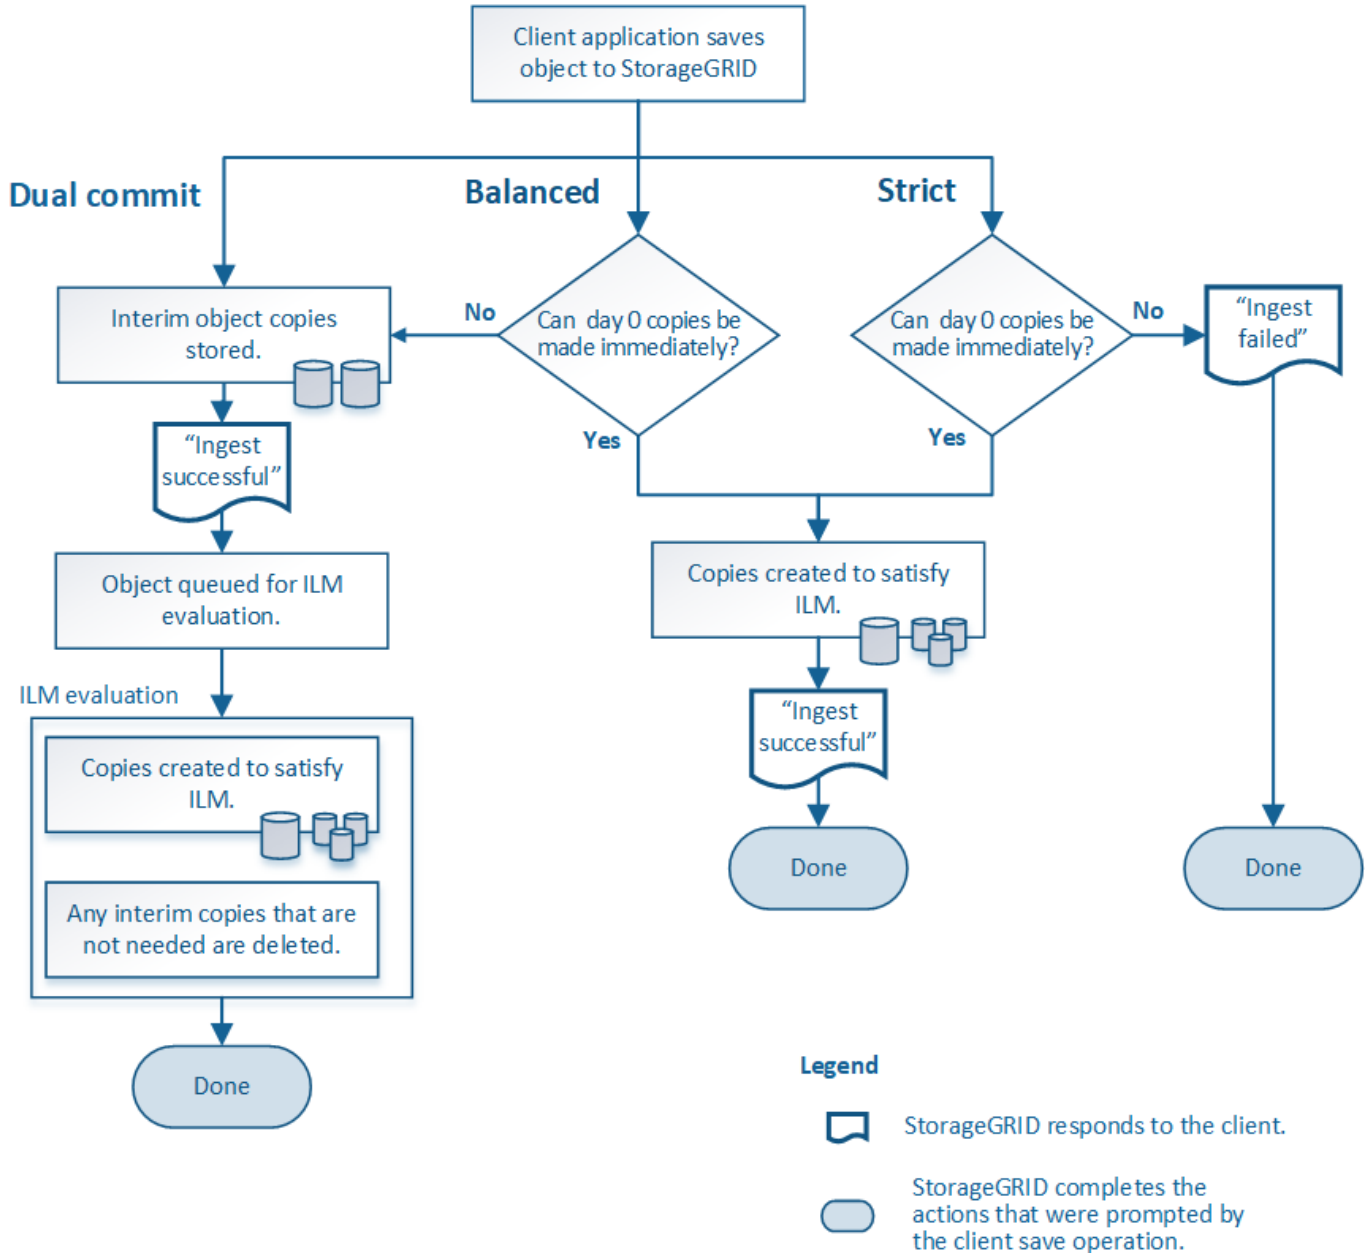 Client application saves
object to StorageGRID
Dual commit
Balanced
Strict
Interim object copies
stored.
No
Can day 0 copies be
made immediately?
Yes
Can day 0 copies be
made immediately?
No
Yes
“Ingest
failed”
“Ingest
successful”
Object queued for ILM
evaluation.
Copies created to satisfy
ILM.
ILM evaluation
“Ingest
successful”
Copies created to satisfy
ILM.
Any interim copies that are
not needed are deleted.
Done
Done
Done
Legend
StorageGRID responds to the client.
StorageGRID completes the
actions that were prompted by
the client save operation.